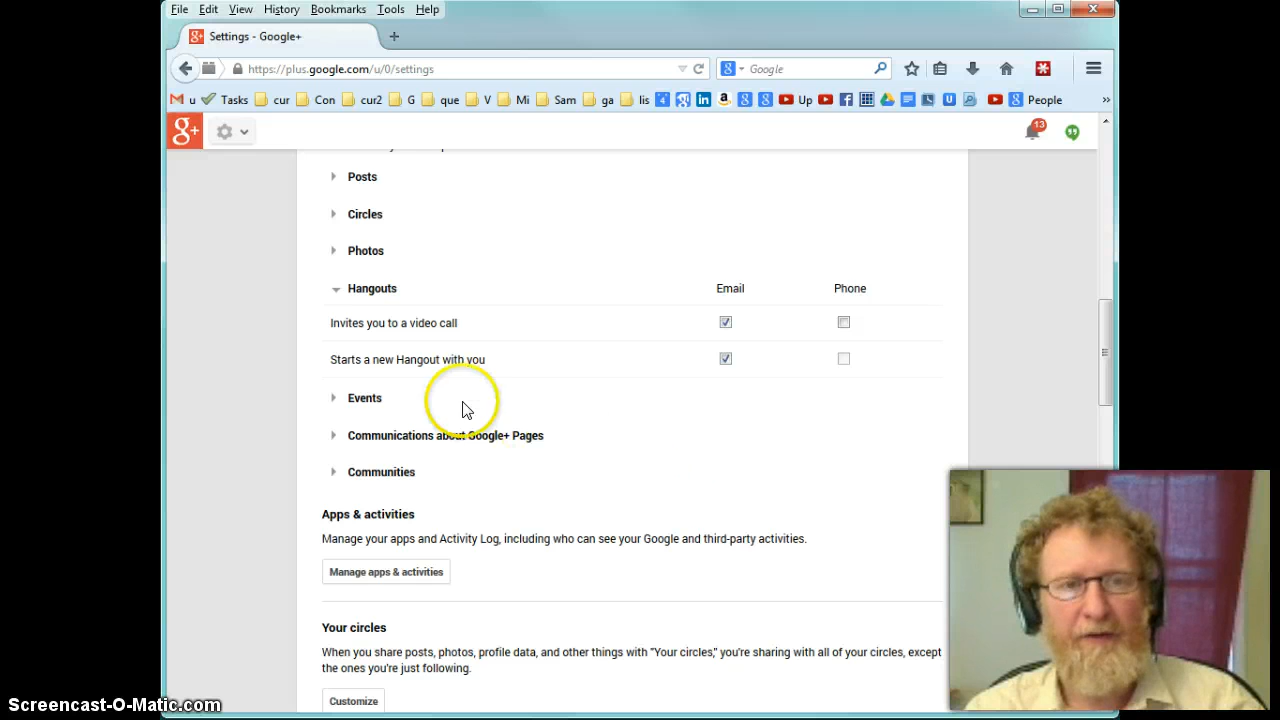 File Edit View History Bookmarks Tools Help
Settings - Google+
https://plus.google.com/u/0/settings
Google
u Tasks cur Con cur2 G que V Mi Sam ga lis 4 Up People »
g+
13
Posts
Circles
Photos
Hangouts Email Phone
Invites you to a video call
Starts a new Hangout with you
Events
Communications about Google+ Pages
Communities
Apps & activities
Manage your apps and Activity Log, including who can see your Google and third-party activities.
Manage apps & activities
Your circles
When you share posts, photos, profile data, and other things with "Your circles," you're sharing with all of your circles, except
the ones you're just following.
Customize
Screencast-O-Matic.com